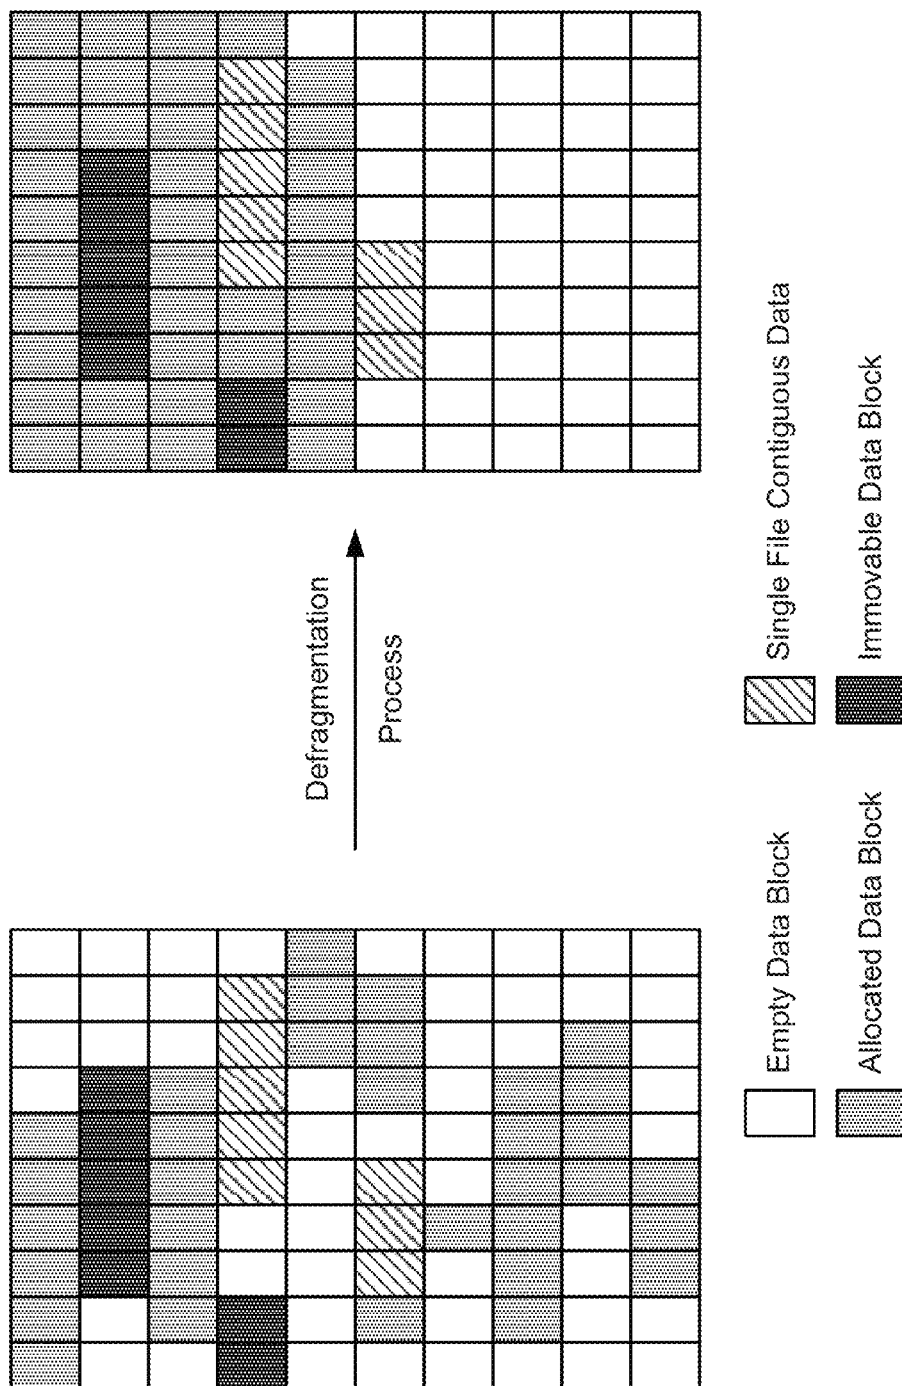 Defragmentation
Process
Empty Data Block
Single File Contiguous Data
Allocated Data Block
Immovable Data Block